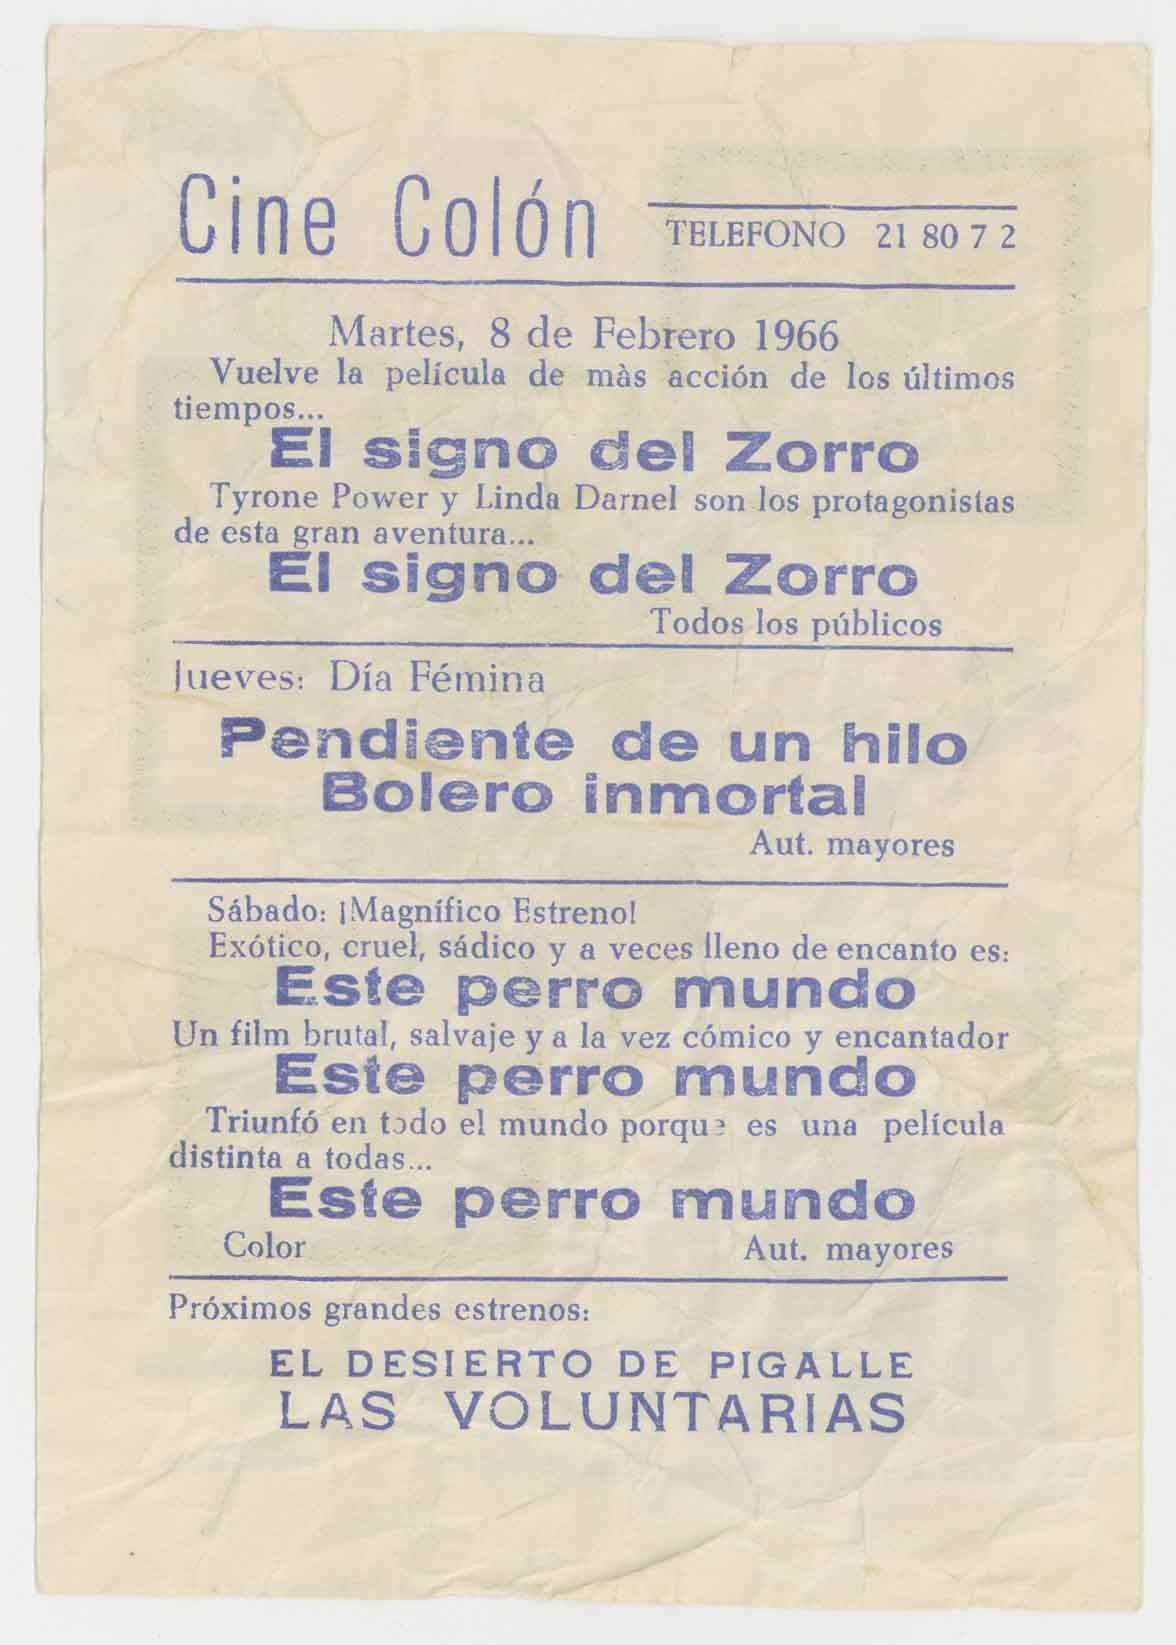 Cine Colón TELEFONO 21 80 7 2
Martes, 8 de Febrero 1966
Vuelve la película de màs acción de los últimos
tiempos...
El signo del Zorro
Tyrone Power y Linda Darnel son los protagonistas
de esta gran aventura...
El signo del Zorro
Todos los públicos
Jueves: Día Fémina
Pendiente de un hilo
Bolero inmortal
Aut. mayores
Sábado: ¡Magnífico Estreno!
Exótico, cruel, sádico y a veces lleno de encanto es:
Este perro mundo
Un film brutal, salvaje y a la vez cómico y encantador
Este perro mundo
Triunfó en todo el mundo porque es una película
distinta a todas...
Este perro mundo
Color Aut. mayores
Próximos grandes estrenos:
EL DESIERTO DE PIGALLE
LAS VOLUNTARIAS